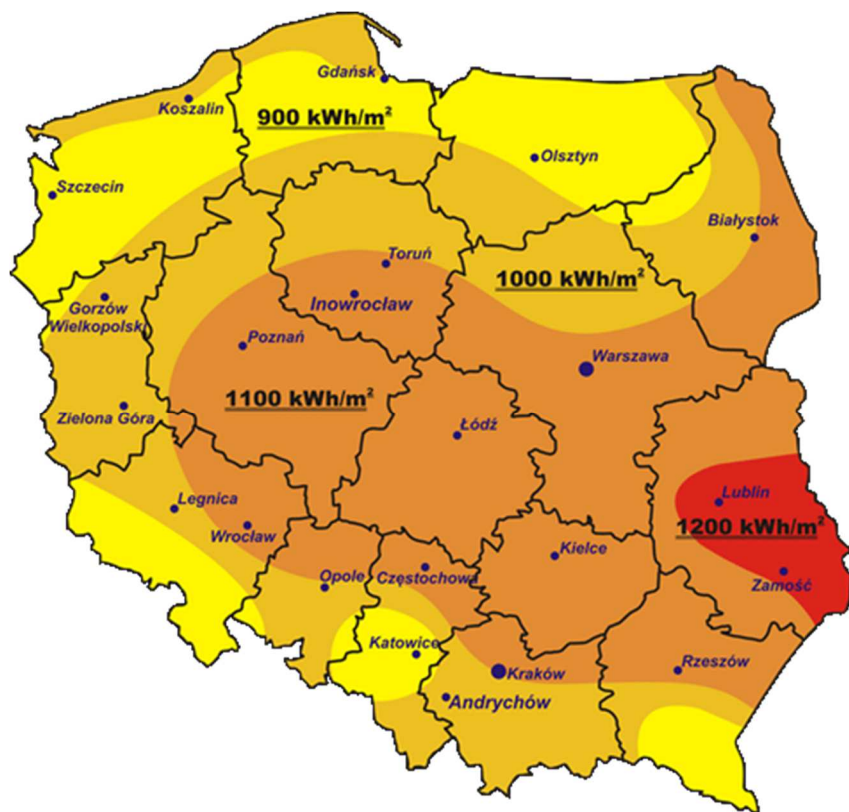 Gdańsk
Koszalin
900 kWh/m²
Olsztyn
Szczecin
Białystok
Toruń
1000 kWh/m²
Gorzów
Wielkopolski
Inowrocław
Poznań
Warszawa
1100 kWh/m²
Zielona Góra
Łódź
Legnica
Lublin
Wrocław
1200 kWh/m²
Kielce
Opole
Częstochowa
Zamość
Katowice
Kraków
Rzeszów
Andrychów